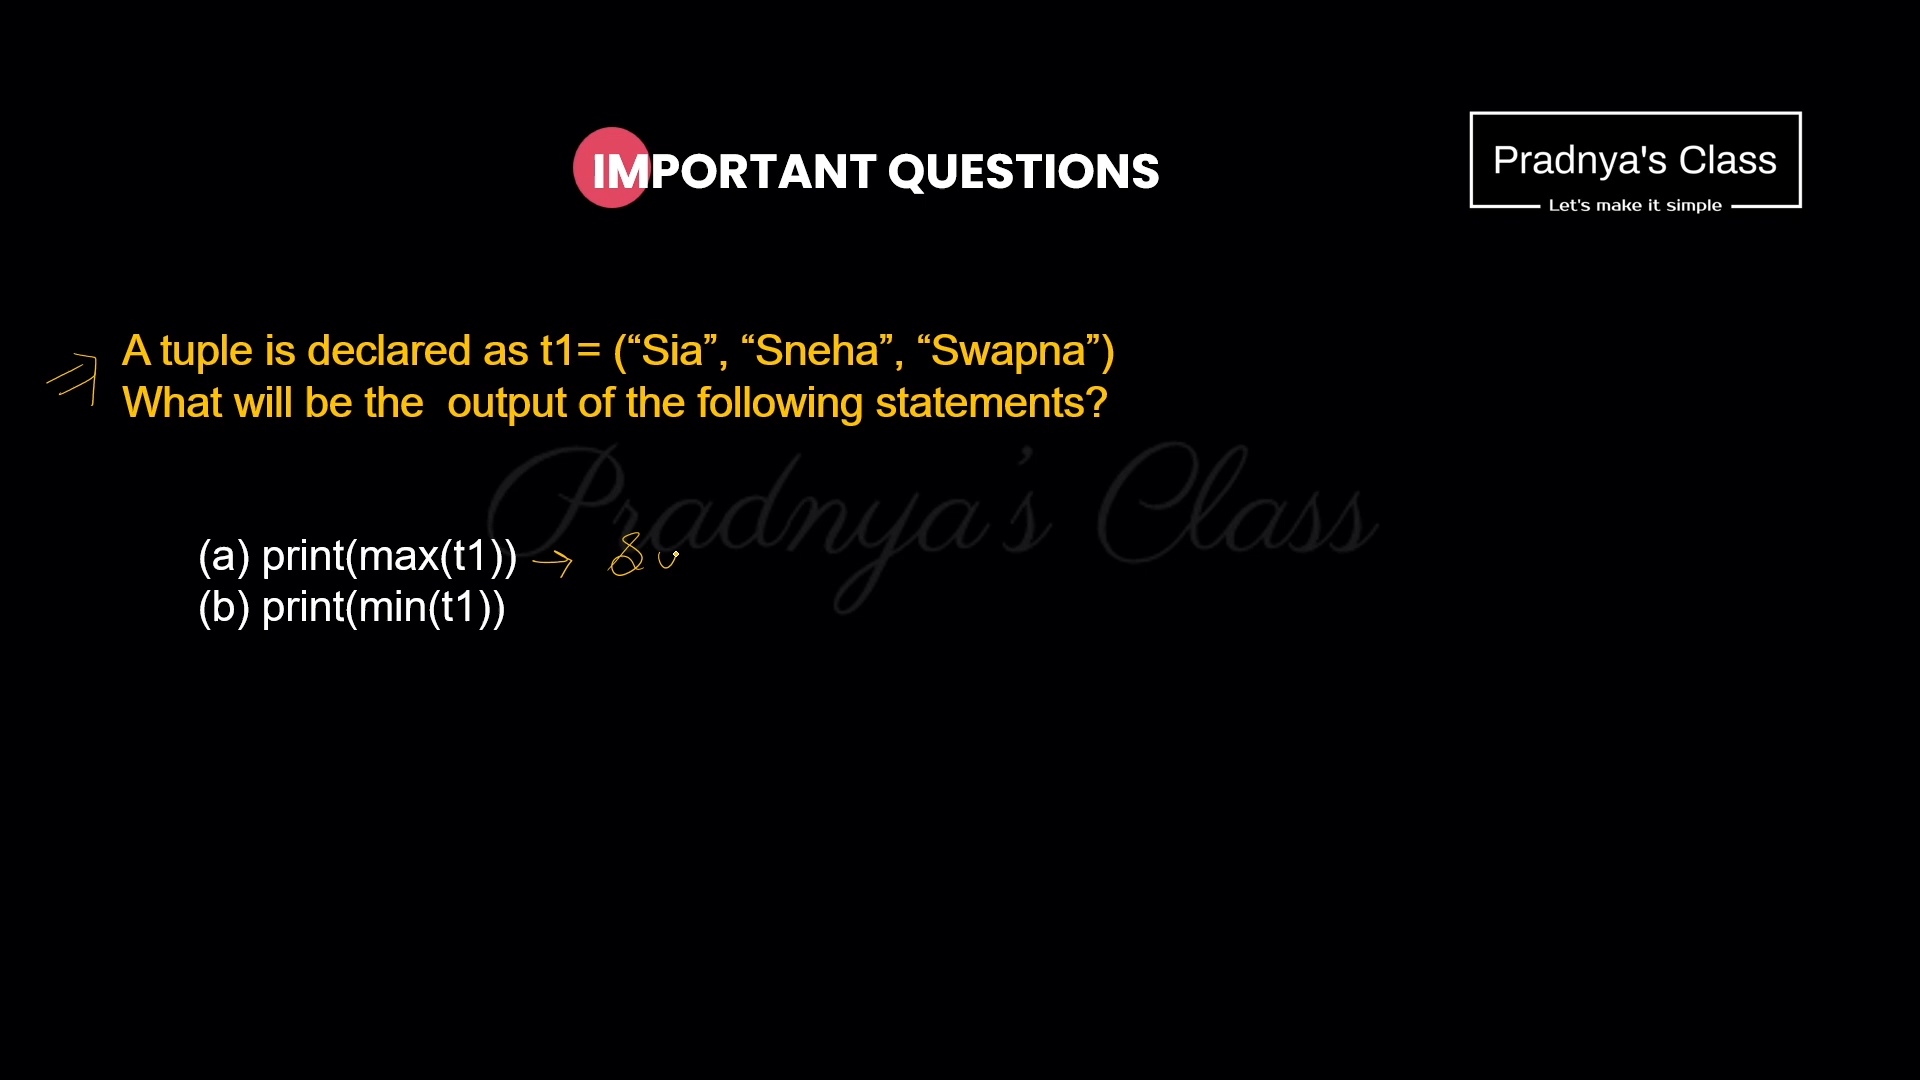 IMPORTANT QUESTIONS
Pradnya's Class
Let's make it simple
A tuple is declared as t1= (“Sia”, “Sneha”, “Swapna”)
What will be the  output of the following statements?
Pradnya's Class
(a) print(max(t1)) → S
(b) print(min(t1))